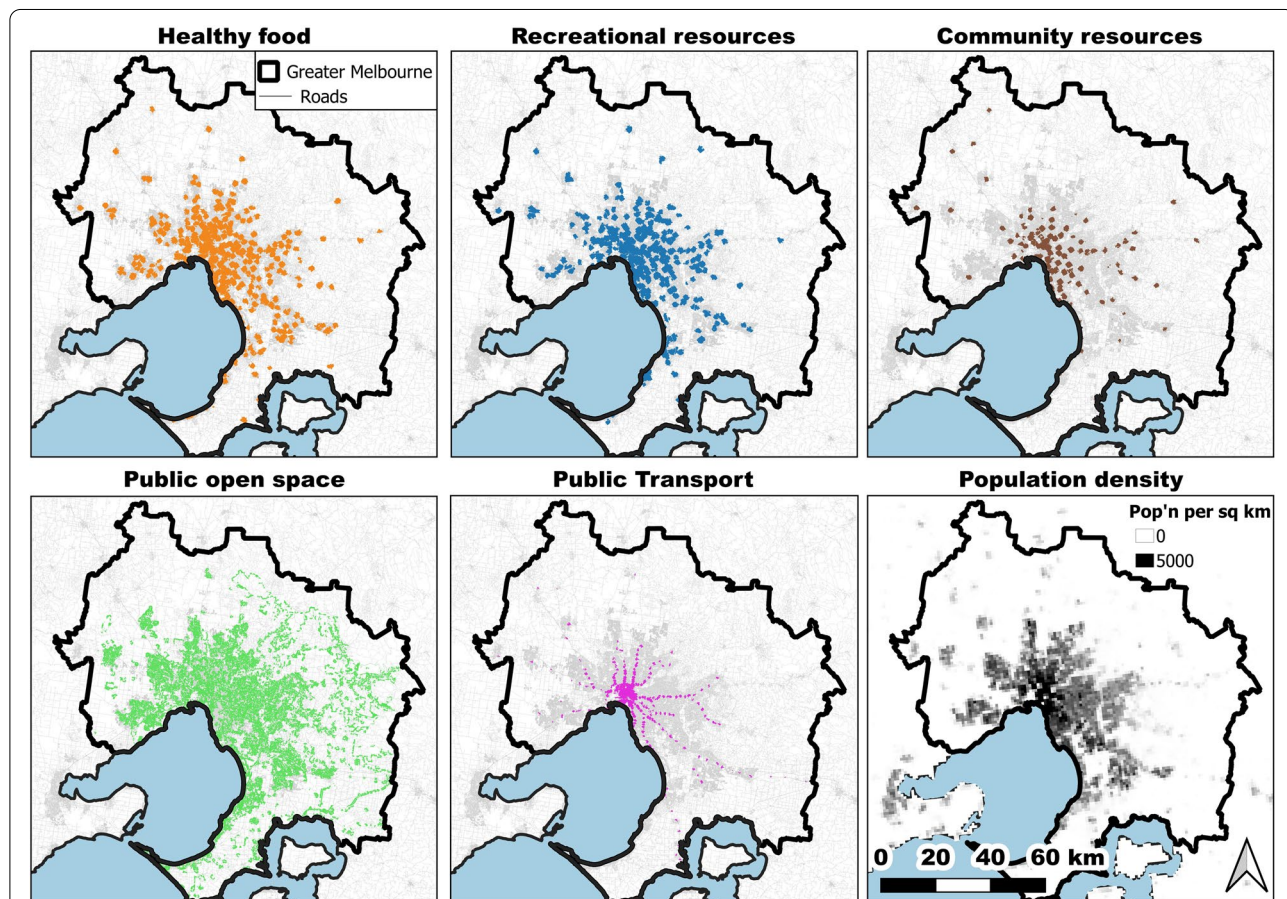 Healthy food
Recreational resources
Community resources
Greater Melbourne
Roads
Public open space
Public Transport
Population density
Pop'n per sq km
0
5000
0 20 40 60 km